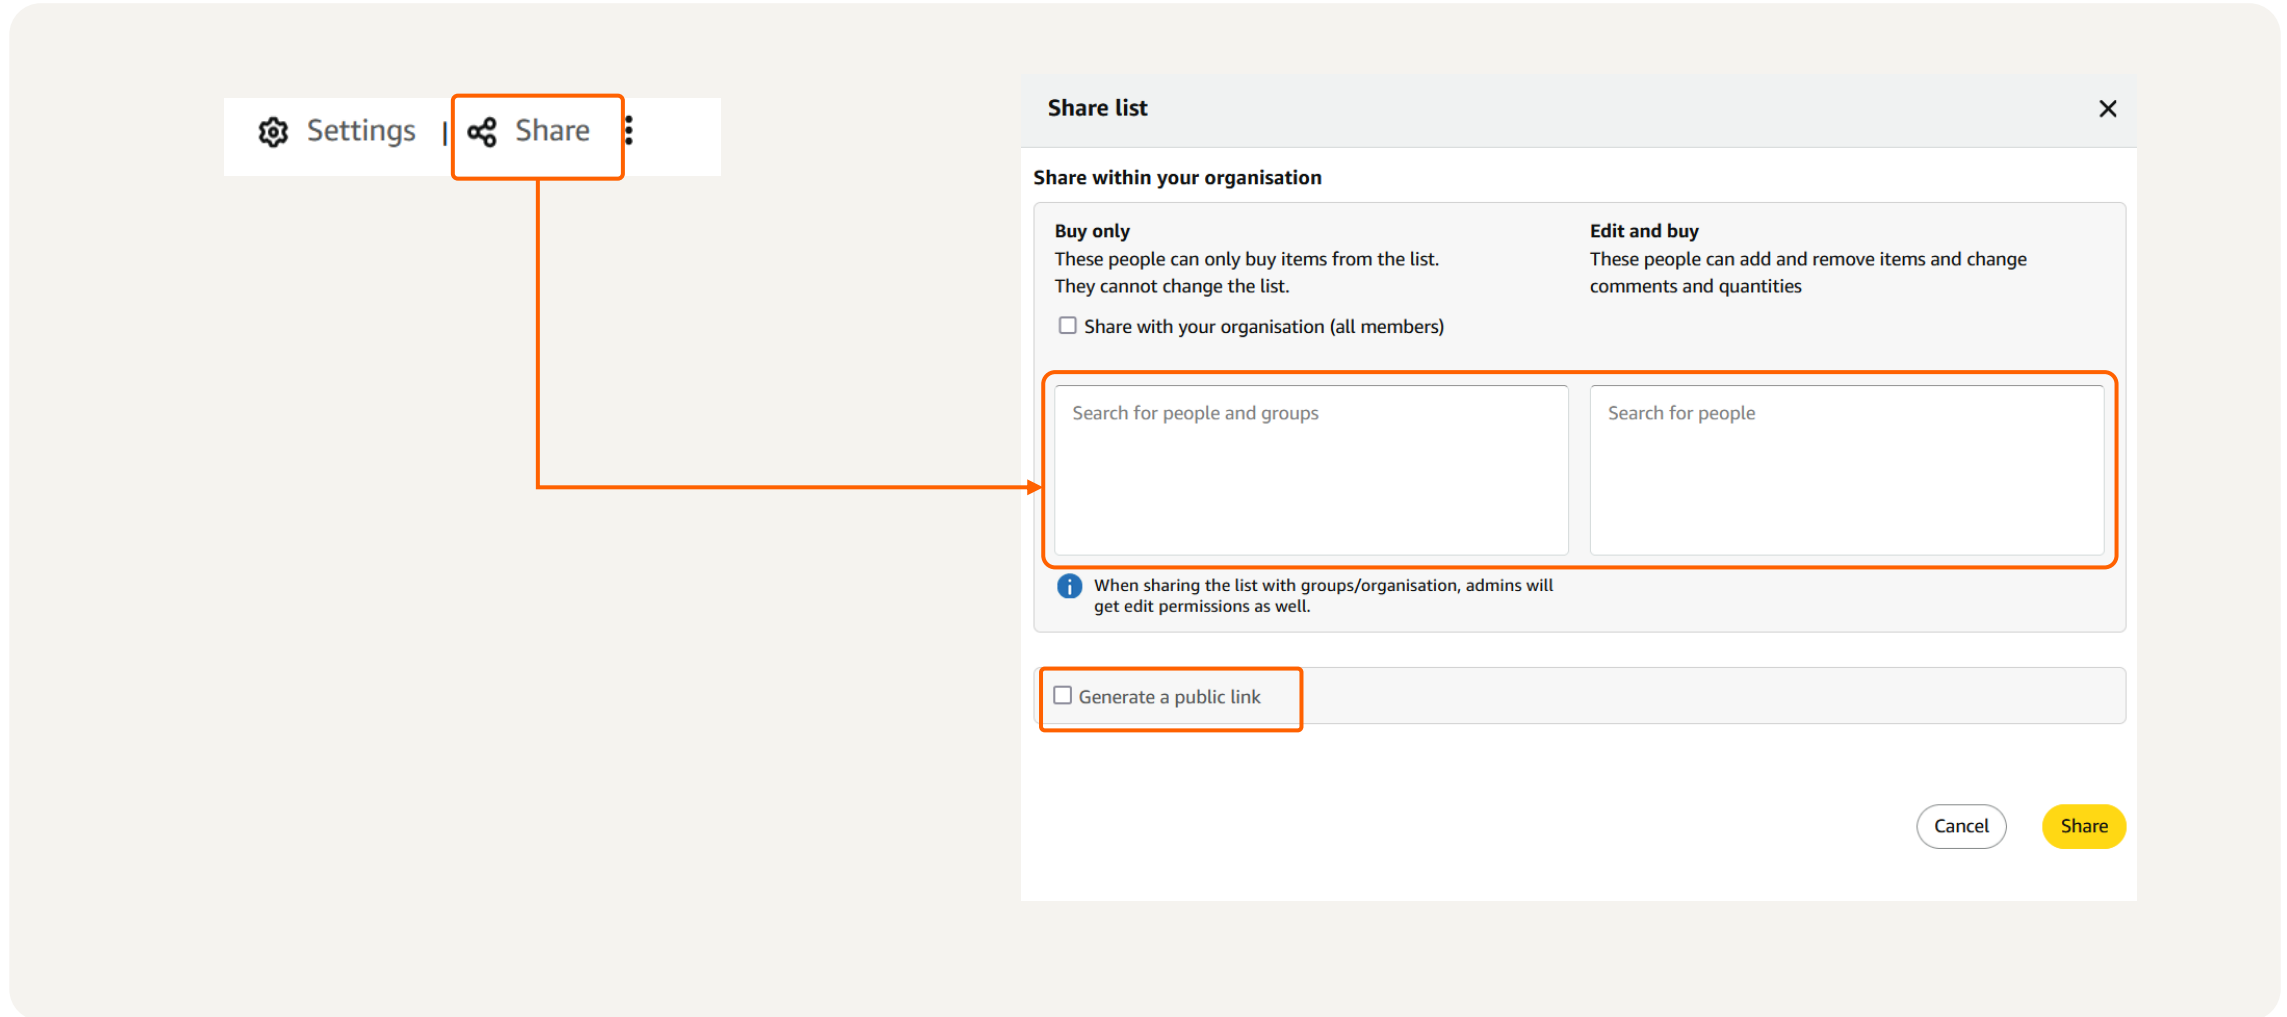 Settings | Share
Share list
Share within your organisation
Buy only
These people can only buy items from the list.
They cannot change the list.
Share with your organisation (all members)
Edit and buy
These people can add and remove items and change
comments and quantities
Search for people and groups
Search for people
When sharing the list with groups/organisation, admins will
get edit permissions as well.
Generate a public link
Cancel
Share